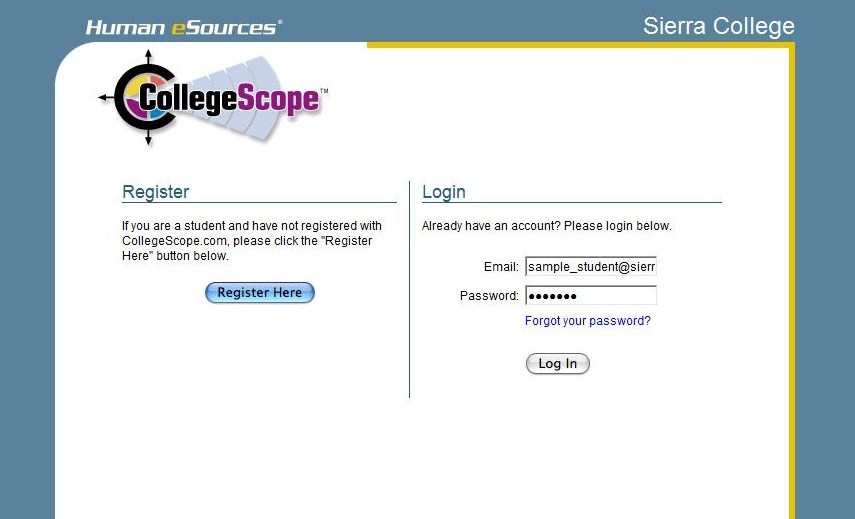 Human eSources®
Sierra College
CollegeScope™
Register
If you are a student and have not registered with
CollegeScope.com, please click the "Register
Here" button below.
Register Here
Login
Already have an account? Please login below.
Email: sample_student@sierr
Password: •••••••
Forgot your password?
Log In